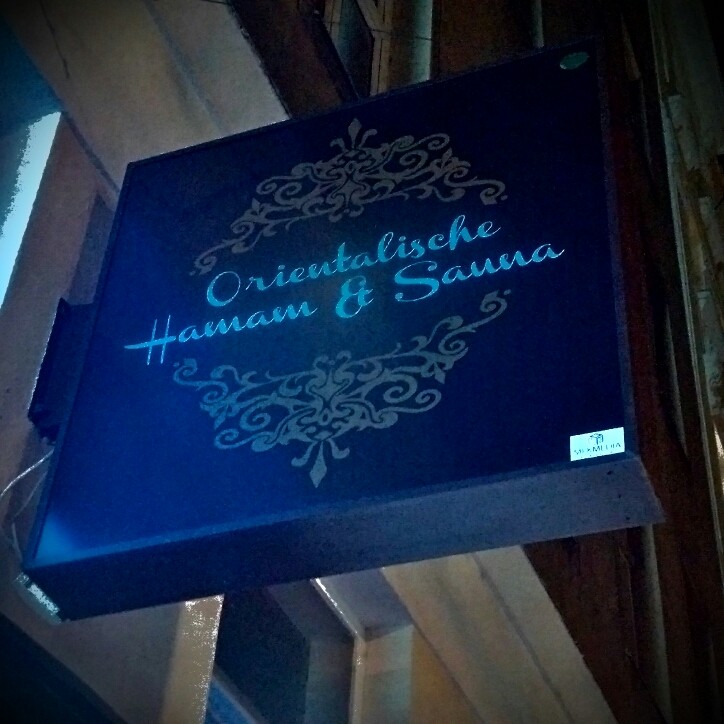 Orientalische
Hamam & Sauna